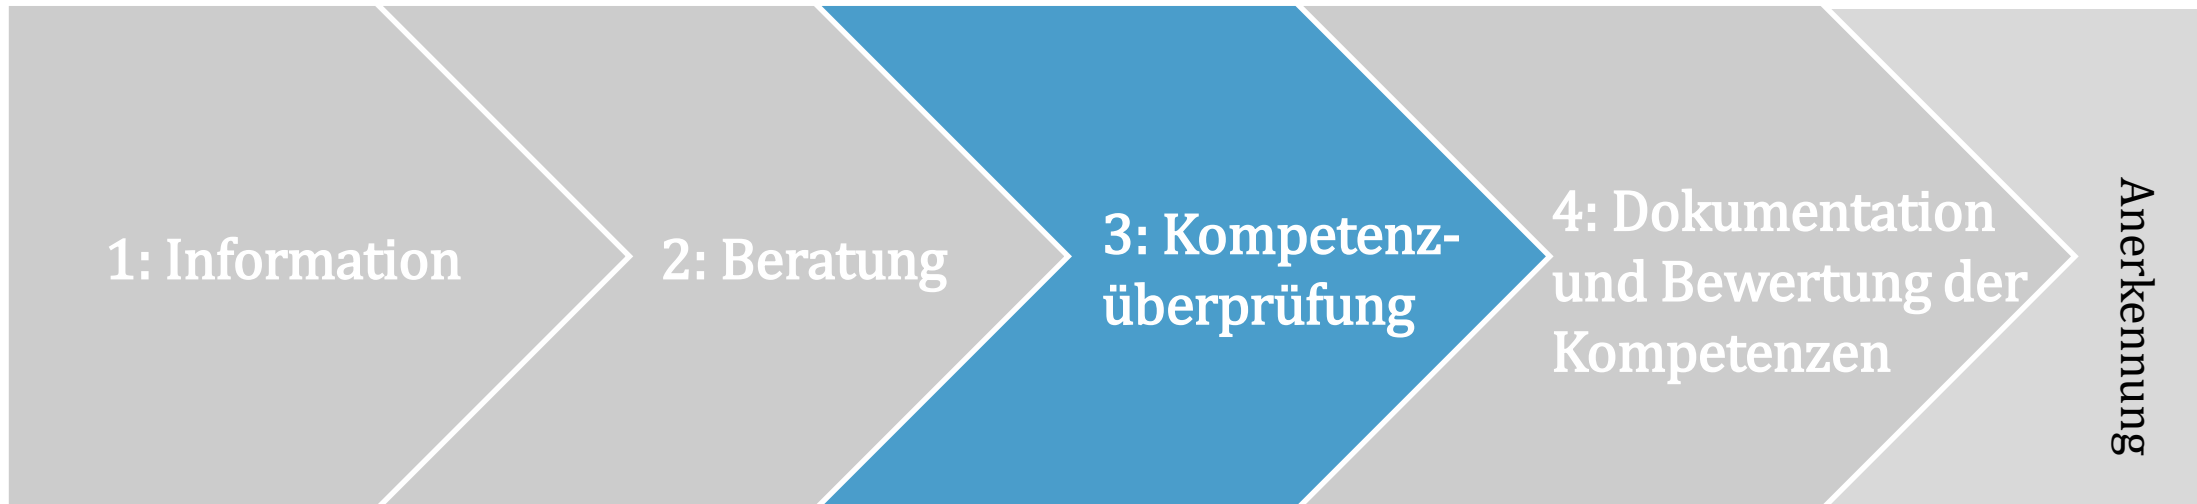 1: Information
2: Beratung
3: Kompetenz-
überprüfung
4: Dokumentation
und Bewertung der
Kompetenzen
Anerkennung